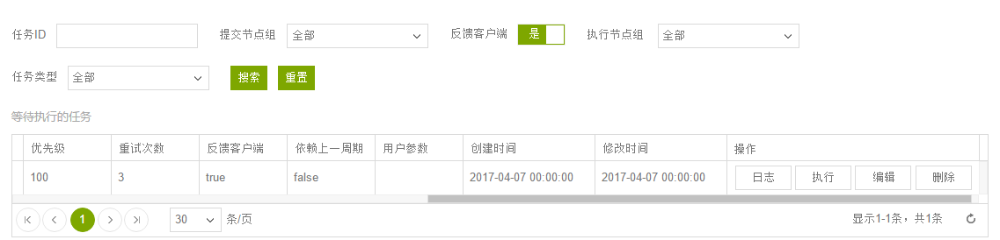 任务ID 提交节点组 全部 反馈客户端 是 执行节点组 全部
任务类型 全部 搜索 重置
等待执行的任务
优先级 重试次数 反馈客户端 依赖上一周期 用户参数 创建时间 修改时间 操作
100 3 true false 2017-04-07 00:00:00 2017-04-07 00:00:00 日志 执行 编辑 删除
1 30 条/页 显示1-1条，共1条